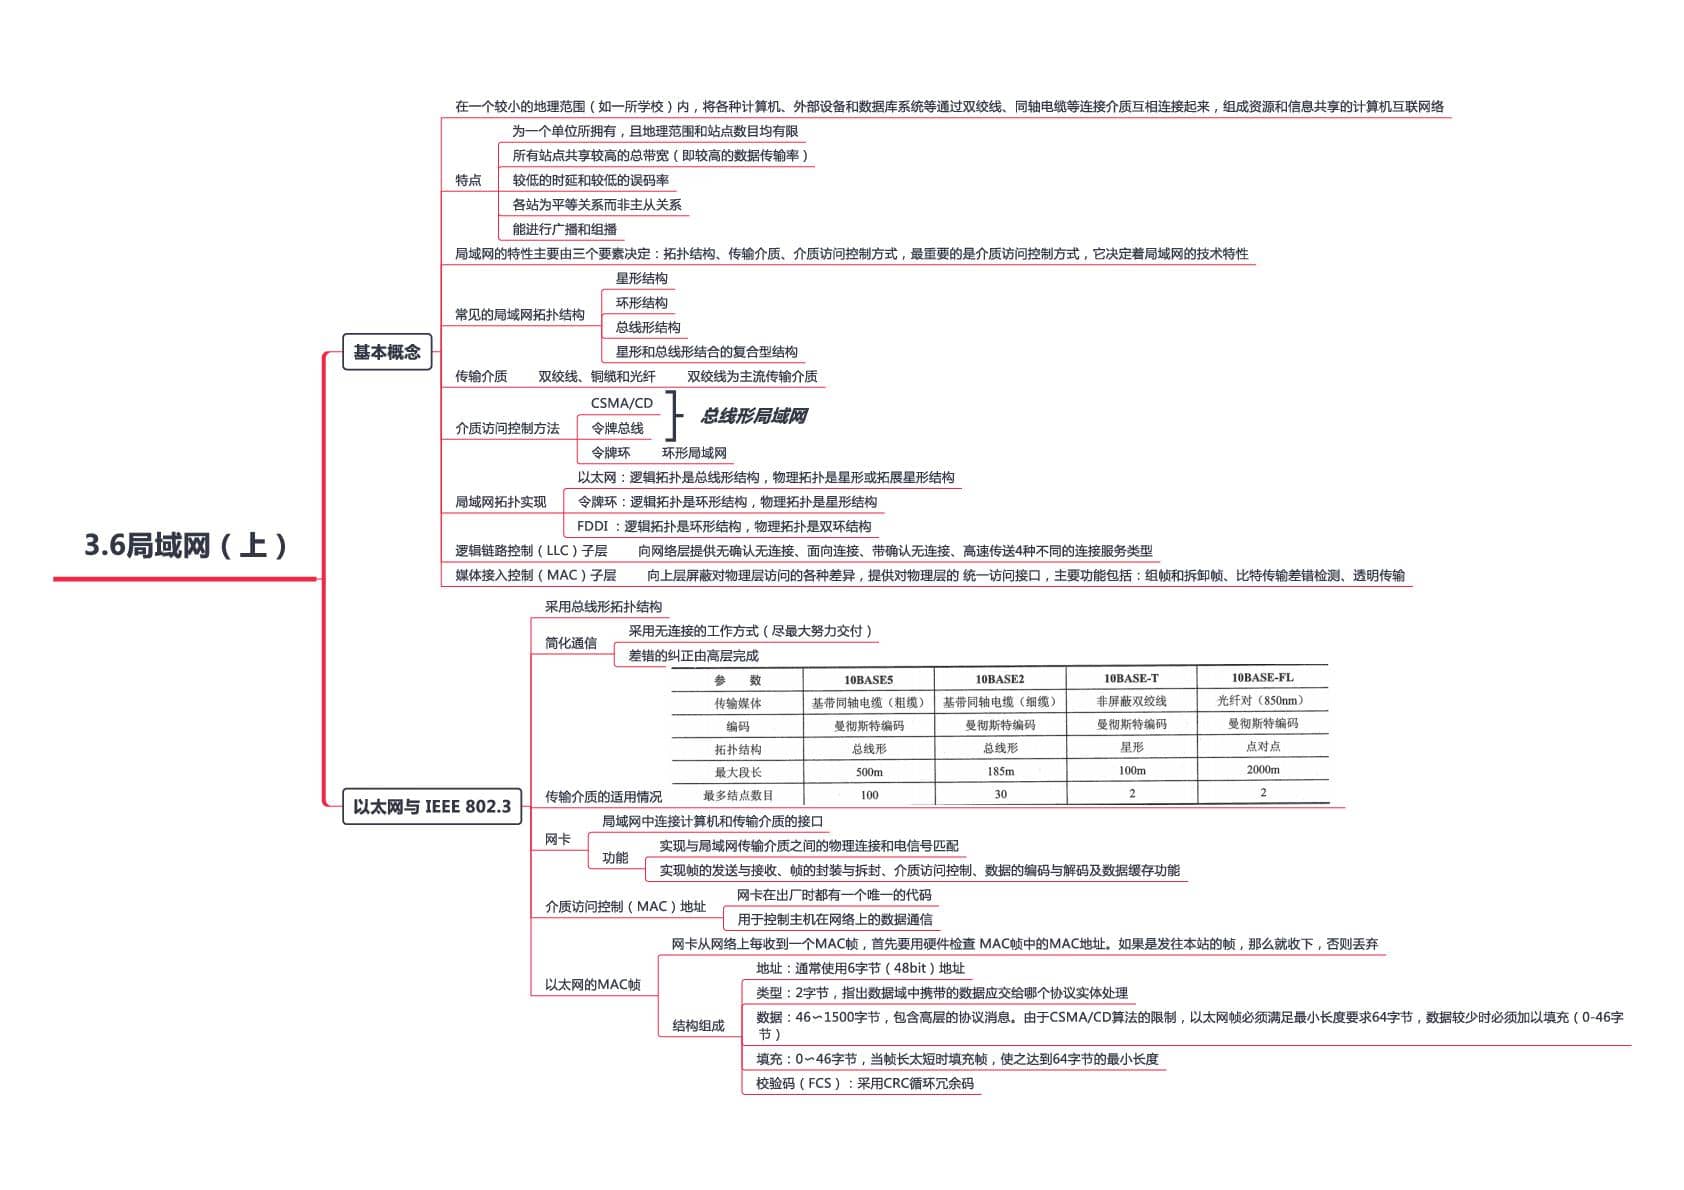 3.6局域网（上）
基本概念
在一个较小的地理范围（如一所学校）内，将各种计算机、外部设备和数据库系统等通过双绞线、同轴电缆等连接介质互相连接起来，组成资源和信息共享的计算机互联网络
特点
为一个单位所拥有，且地理范围和站点数目均有限
所有站点共享较高的总带宽（即较高的数据传输率）
较低的时延和较低的误码率
各站为平等关系而非主从关系
能进行广播和组播
局域网的特性主要由三个要素决定：拓扑结构、传输介质、介质访问控制方式，最重要的是介质访问控制方式，它决定着局域网的技术特性
常见的局域网拓扑结构
星形结构
环形结构
总线形结构
星形和总线形结合的复合型结构
传输介质 双绞线、铜缆和光纤 双绞线为主流传输介质
介质访问控制方法
CSMA/CD
令牌总线
总线形局域网
令牌环 环形局域网
局域网拓扑实现
以太网：逻辑拓扑是总线形结构，物理拓扑是星形或拓展星形结构
令牌环：逻辑拓扑是环形结构，物理拓扑是星形结构
FDDI ：逻辑拓扑是环形结构，物理拓扑是双环结构
逻辑链路控制（LLC）子层 向网络层提供无确认无连接、面向连接、带确认无连接、高速传送4种不同的连接服务类型
媒体接入控制（MAC）子层 向上层屏蔽对物理层访问的各种差异，提供对物理层的 统一访问接口，主要功能包括：组帧和拆卸帧、比特传输差错检测、透明传输
以太网与 IEEE 802.3
采用总线形拓扑结构
简化通信
采用无连接的工作方式（尽最大努力交付）
差错的纠正由高层完成
传输介质的适用情况
参 数 10BASE5 10BASE2 10BASE-T 10BASE-FL
传输媒体 基带同轴电缆（粗缆） 基带同轴电缆（细缆） 非屏蔽双绞线 光纤对（850nm）
编码 曼彻斯特编码 曼彻斯特编码 曼彻斯特编码 曼彻斯特编码
拓扑结构 总线形 总线形 星形 点对点
最大段长 500m 185m 100m 2000m
最多结点数目 100 30 2 2
网卡
局域网中连接计算机和传输介质的接口
功能
实现与局域网传输介质之间的物理连接和电信号匹配
实现帧的发送与接收、帧的封装与拆封、介质访问控制、数据的编码与解码及数据缓存功能
介质访问控制（MAC）地址
网卡在出厂时都有一个唯一的代码
用于控制主机在网络上的数据通信
以太网的MAC帧
网卡从网络上每收到一个MAC帧，首先要用硬件检查 MAC帧中的MAC地址。如果是发往本站的帧，那么就收下，否则丢弃
结构组成
地址：通常使用6字节（48bit）地址
类型：2字节，指出数据域中携带的数据应交给哪个协议实体处理
数据：46∽1500字节，包含高层的协议消息。由于CSMA/CD算法的限制，以太网帧必须满足最小长度要求64字节，数据较少时必须加以填充（0-46字
节）
填充：0∽46字节，当帧长太短时填充帧，使之达到64字节的最小长度
校验码（FCS）：采用CRC循环冗余码